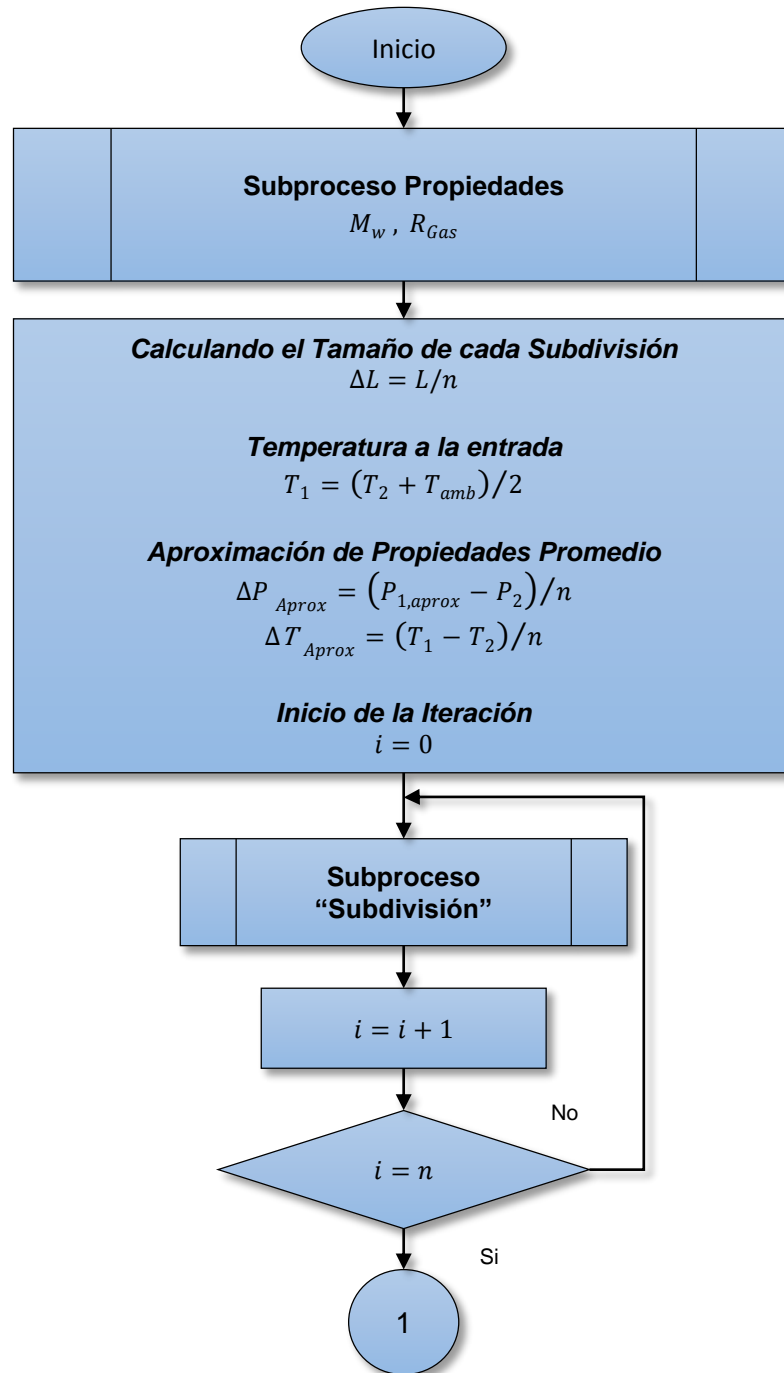 Inicio
Subproceso Propiedades
M_w , R_Gas
Calculando el Tamaño de cada Subdivisión
ΔL = L/n
Temperatura a la entrada
T_1 = (T_2 + T_amb)/2
Aproximación de Propiedades Promedio
ΔP_Aprox = (P_1,aprox − P_2)/n
ΔT_Aprox = (T_1 − T_2)/n
Inicio de la Iteración
i = 0
Subproceso
“Subdivisión”
i = i + 1
No
i = n
Si
1